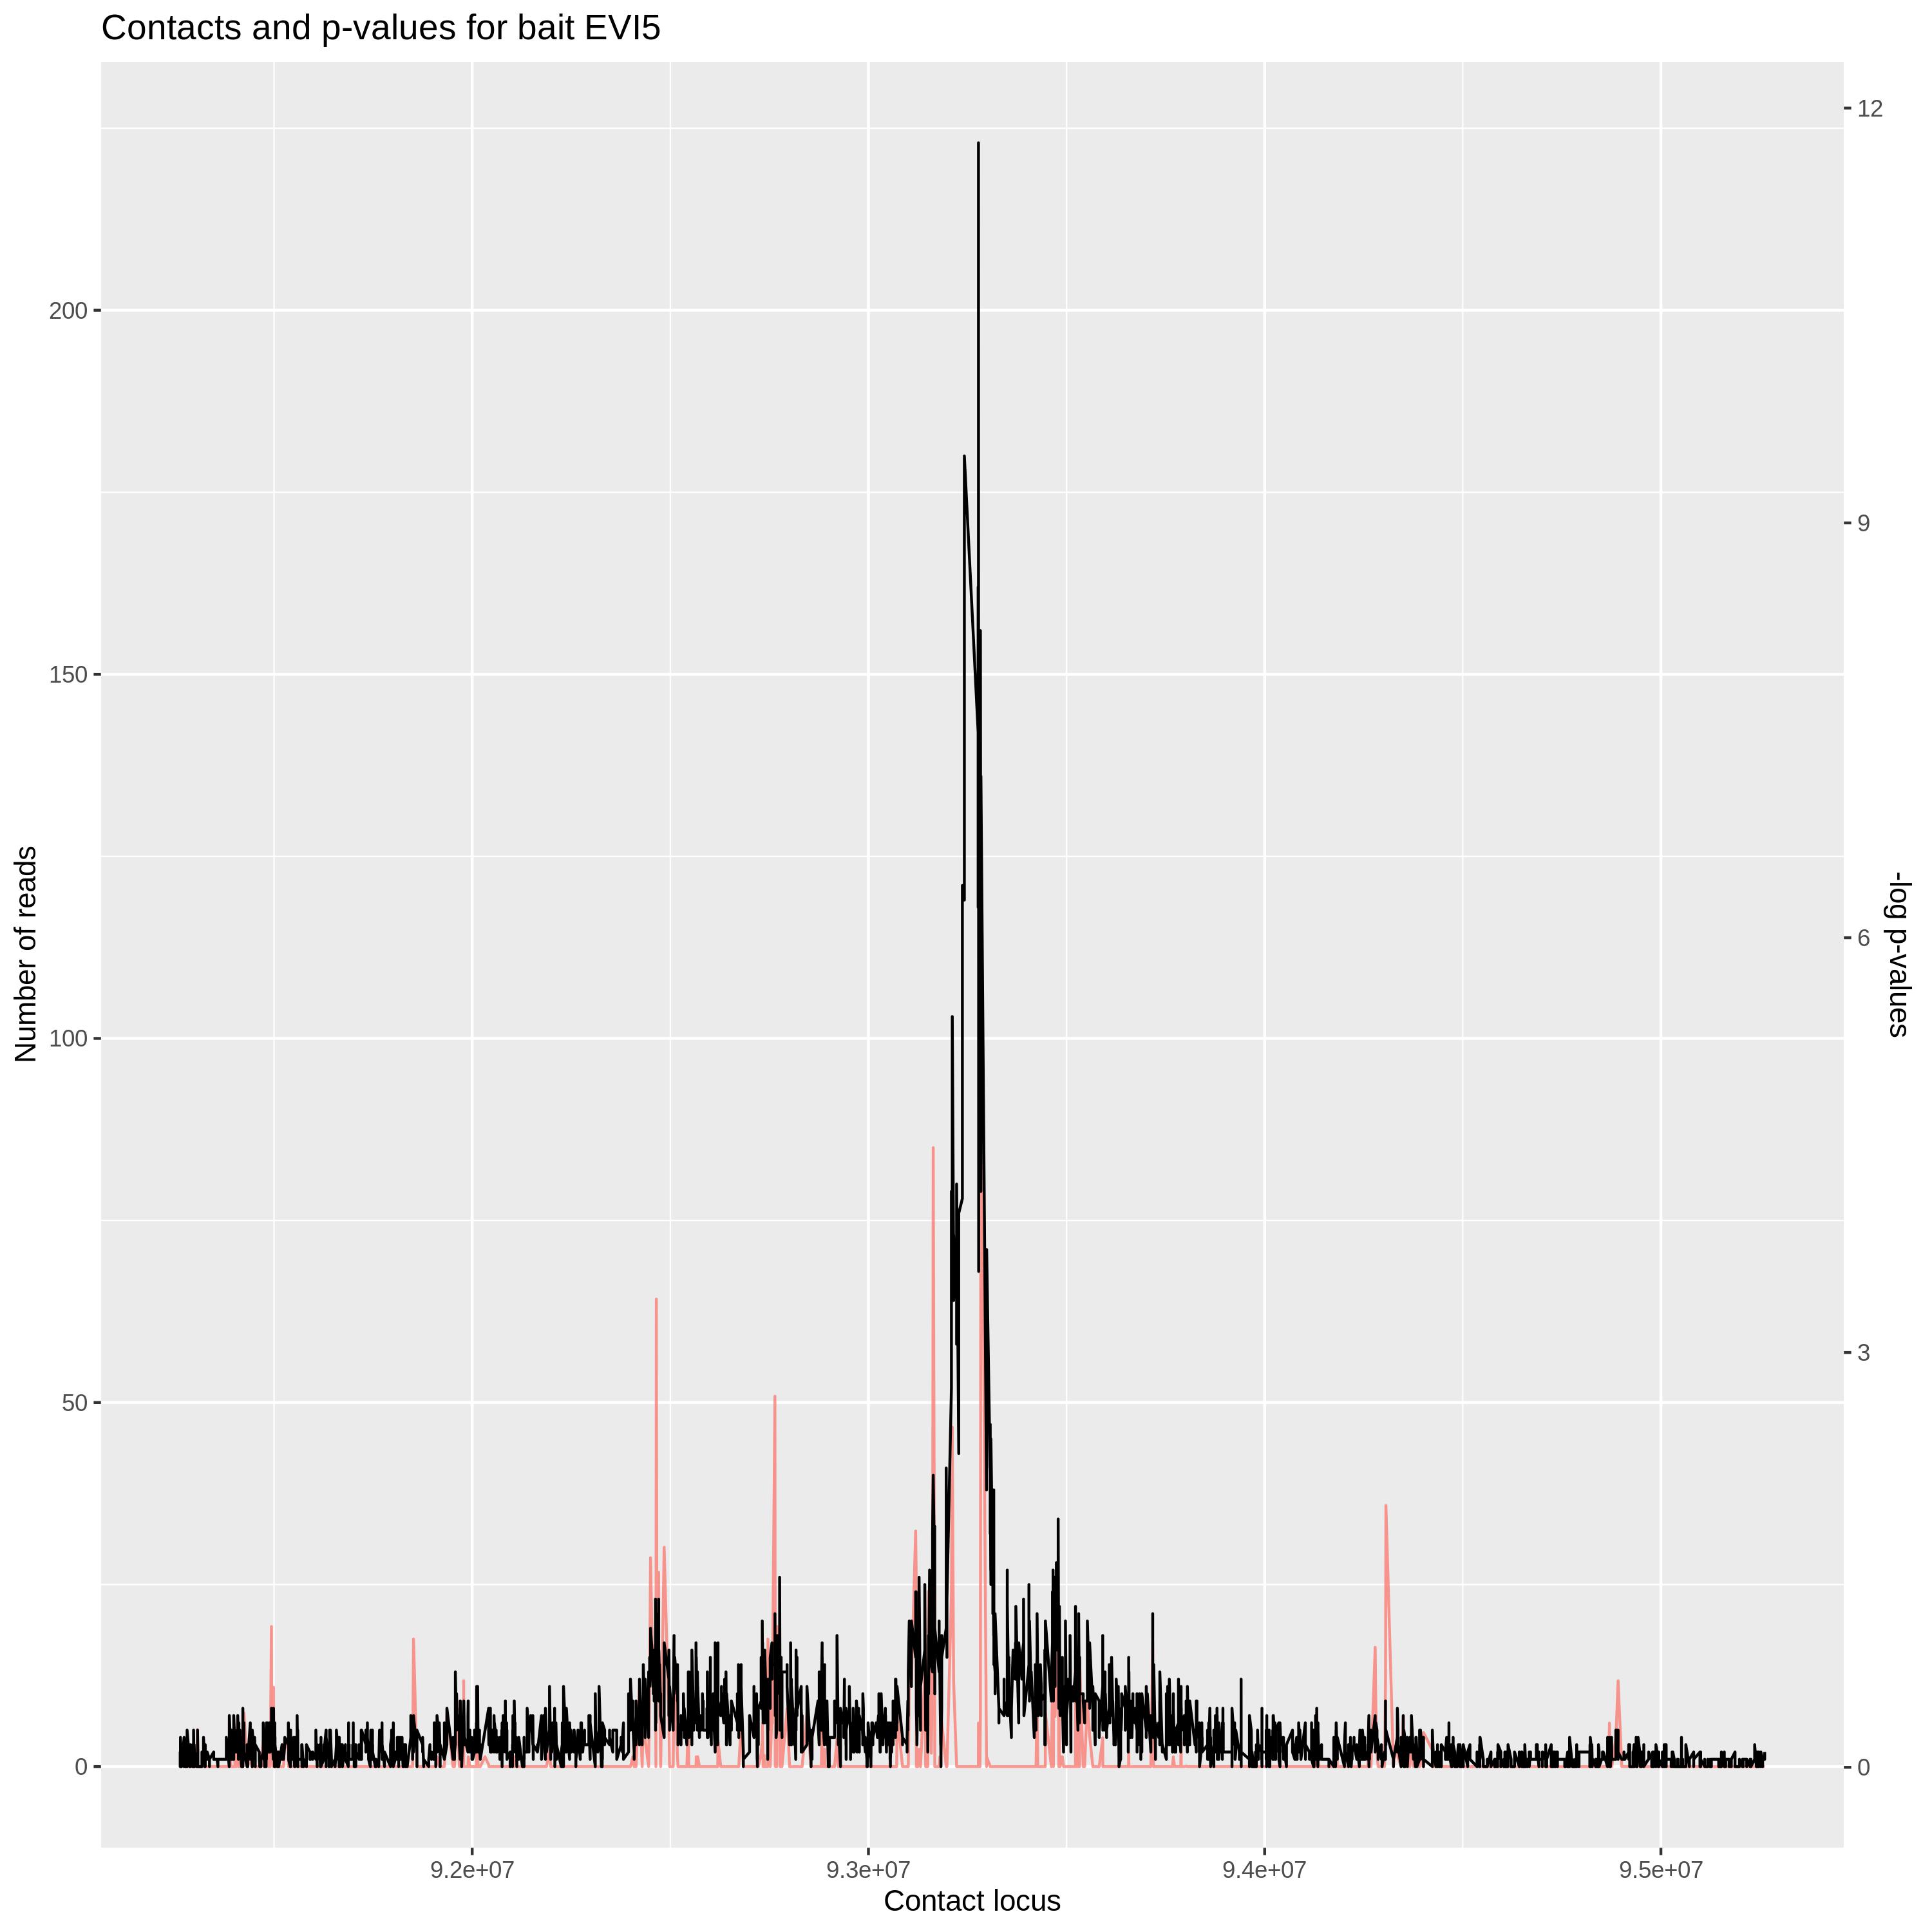 Contacts and p-values for bait EVI5
200
150
100
50
0
Number of reads
12
9
6
3
0
-log p-values
9.2e+07
9.3e+07
9.4e+07
9.5e+07
Contact locus